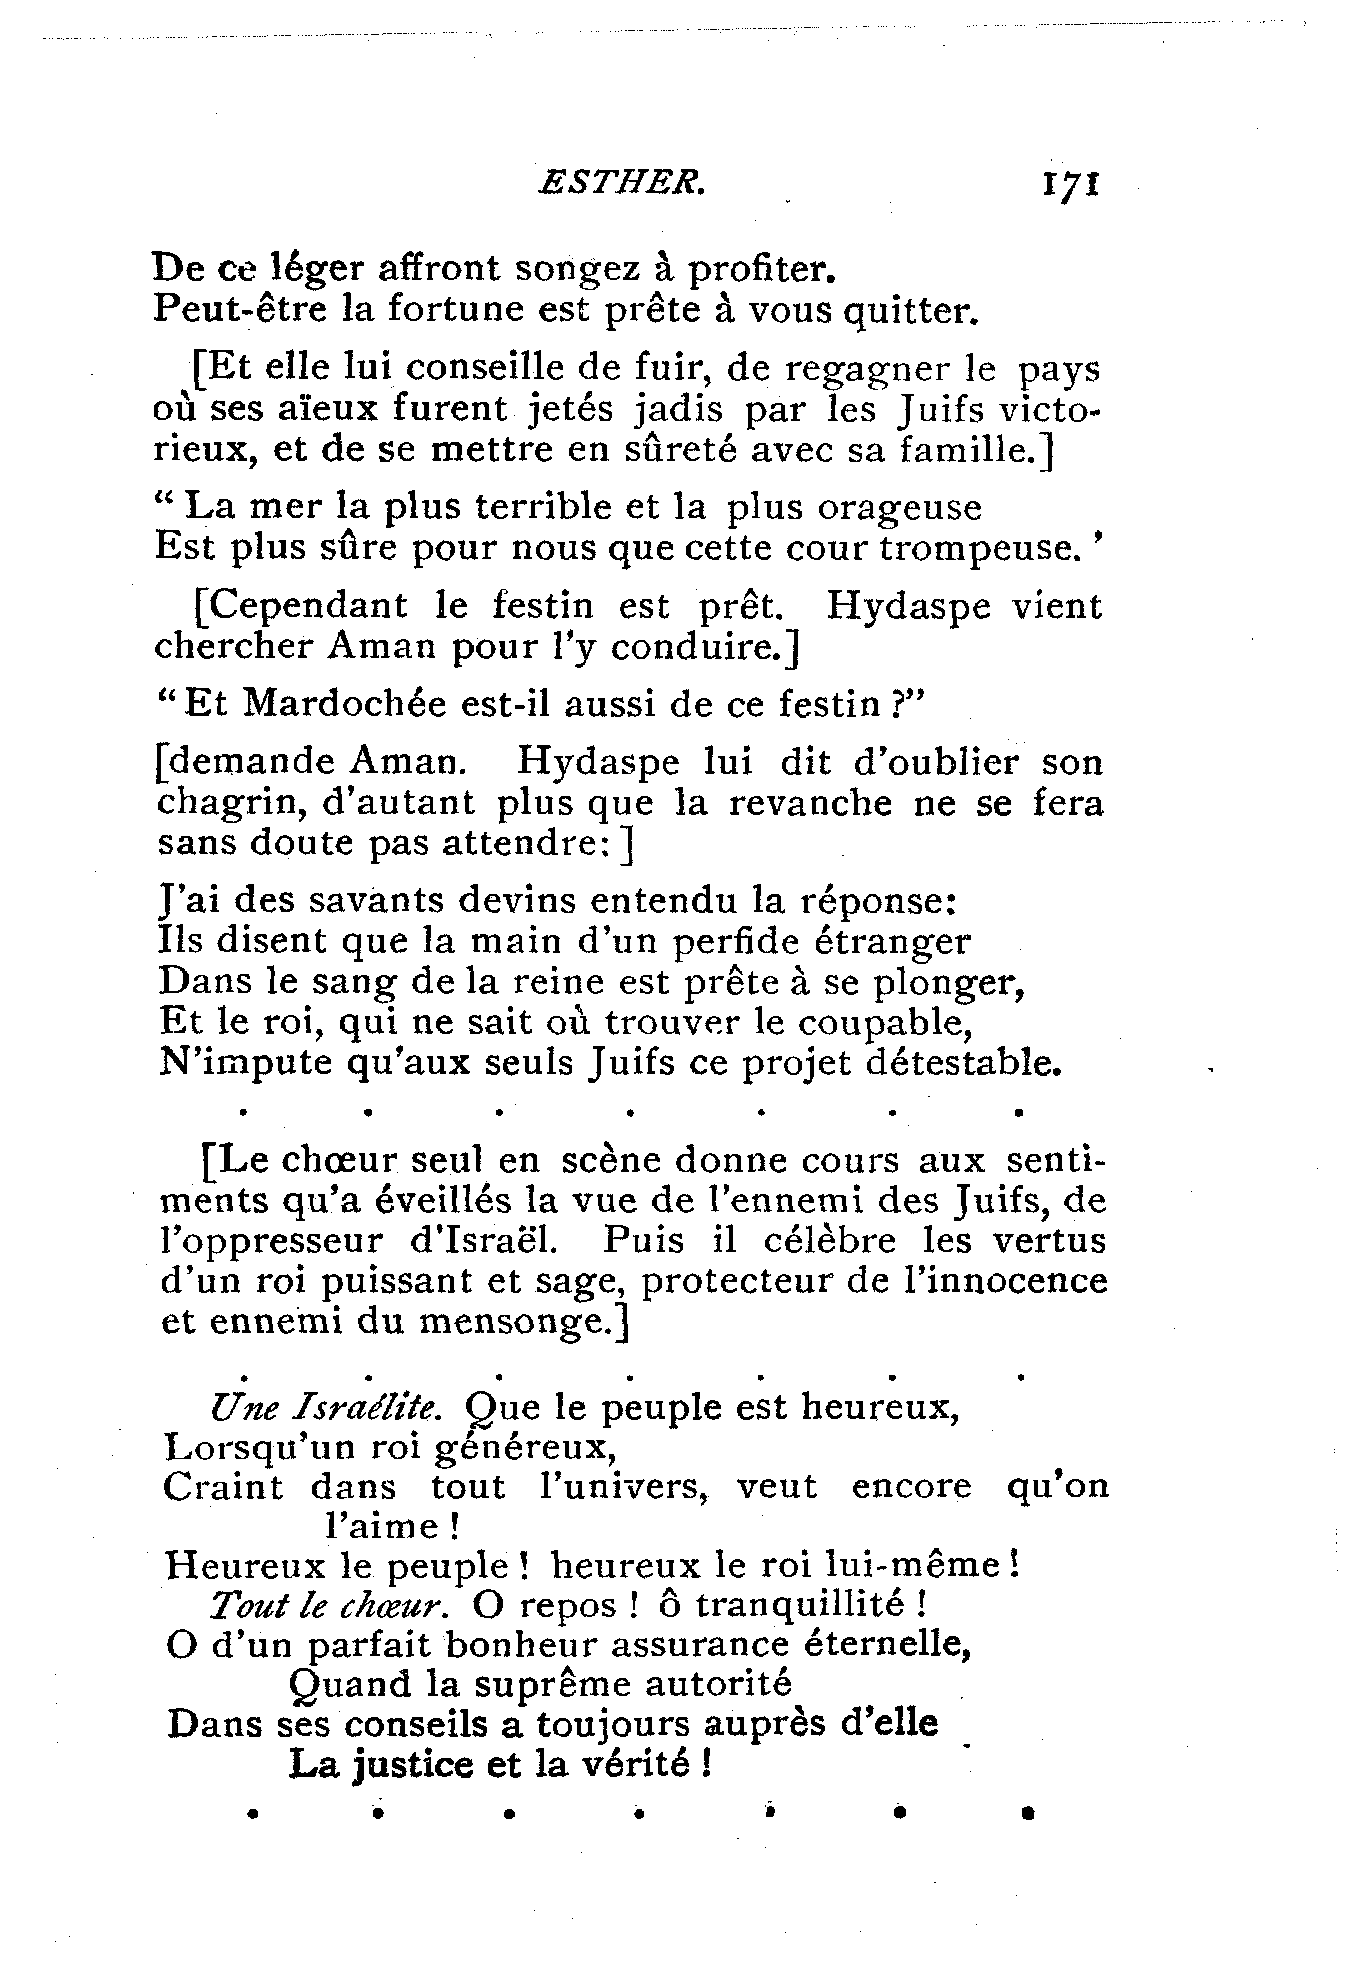 ESTHER. 171
De ce léger affront songez à profiter.
Peut-être la fortune est prête à vous quitter.
[Et elle lui conseille de fuir, de regagner le pays
où ses aïeux furent jetés jadis par les Juifs victo-
rieux, et de se mettre en sûreté avec sa famille.]
“ La mer la plus terrible et la plus orageuse
Est plus sûre pour nous que cette cour trompeuse. ’
[Cependant le festin est prêt. Hydaspe vient
chercher Aman pour l’y conduire.]
“ Et Mardochée est-il aussi de ce festin ?”
[demande Aman. Hydaspe lui dit d’oublier son
chagrin, d’autant plus que la revanche ne se fera
sans doute pas attendre: ]
J’ai des savants devins entendu la réponse:
Ils disent que la main d’un perfide étranger
Dans le sang de la reine est prête à se plonger,
Et le roi, qui ne sait où trouver le coupable,
N’impute qu’aux seuls Juifs ce projet détestable.
. . . . . . .
[Le chœur seul en scène donne cours aux senti-
ments qu’a éveillés la vue de l’ennemi des Juifs, de
l’oppresseur d’Israël. Puis il célèbre les vertus
d’un roi puissant et sage, protecteur de l’innocence
et ennemi du mensonge.]
. . . . . . .
Une Israélite. Que le peuple est heureux,
Lorsqu’un roi généreux,
Craint dans tout l’univers, veut encore qu’on
l’aime !
Heureux le peuple ! heureux le roi lui-même !
Tout le chœur. O repos ! ô tranquillité !
O d’un parfait bonheur assurance éternelle,
Quand la suprême autorité
Dans ses conseils a toujours auprès d’elle
La justice et la vérité !
. . . . . . .